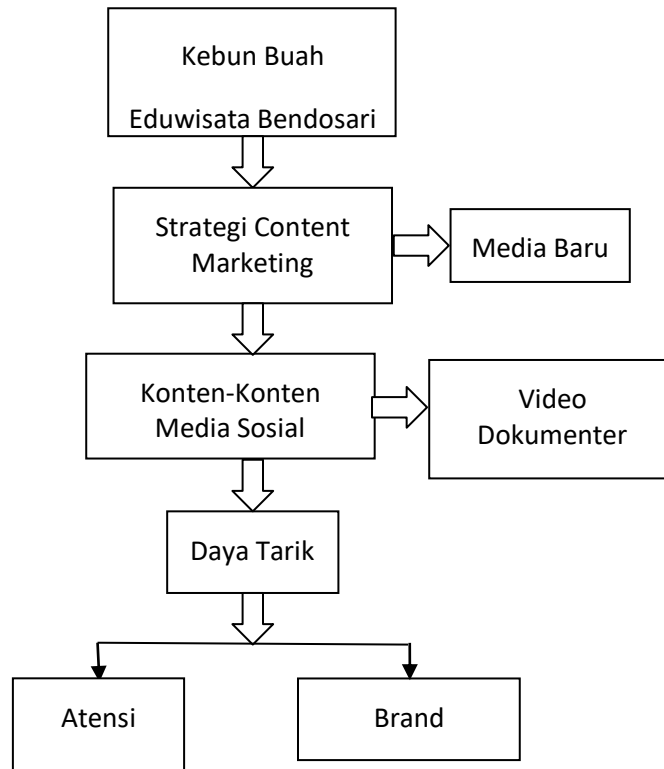 Kebun Buah
Eduwisata Bendosari
Strategi Content
Marketing
Media Baru
Konten-Konten
Media Sosial
Video
Dokumenter
Daya Tarik
Atensi
Brand